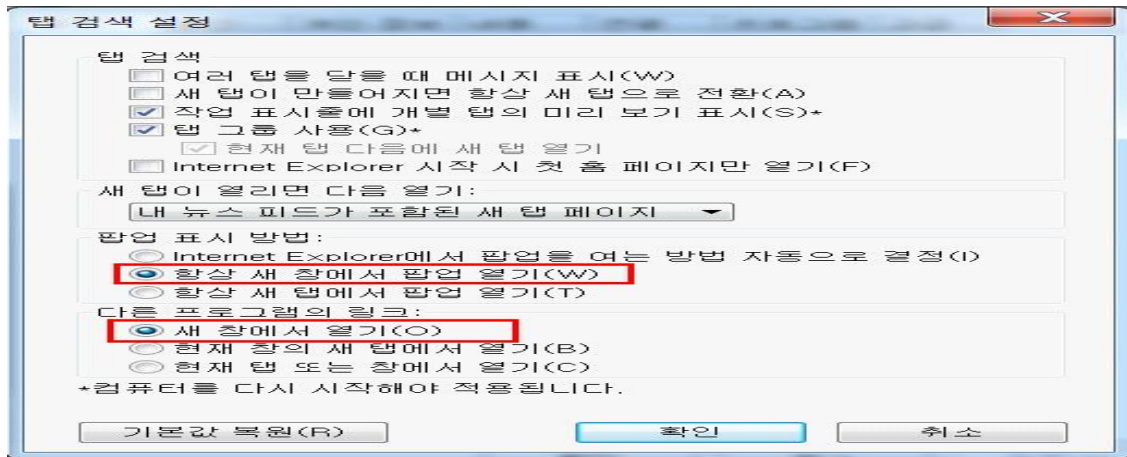 탭 검색 설정
탭 검색
여러 탭을 닫을 때 메시지 표시(W)
새 탭이 만들어지면 항상 새 탭으로 전환(A)
작업 표시줄에 개별 탭의 미리 보기 표시(S)*
탭 그룹 사용(G)*
현재 탭 다음에 새 탭 열기
Internet Explorer 시작 시 첫 홈 페이지만 열기(F)
새 탭이 열리면 다음 열기:
내 뉴스 피드가 포함된 새 탭 페이지
팝업 표시 방법:
Internet Explorer에서 팝업을 여는 방법 자동으로 결정(I)
항상 새 창에서 팝업 열기(W)
항상 새 탭에서 팝업 열기(T)
다른 프로그램의 링크:
새 창에서 열기(O)
현재 창의 새 탭에서 열기(B)
현재 탭 또는 창에서 열기(C)
*컴퓨터를 다시 시작해야 적용됩니다.
기본값 복원(R)
확인
취소